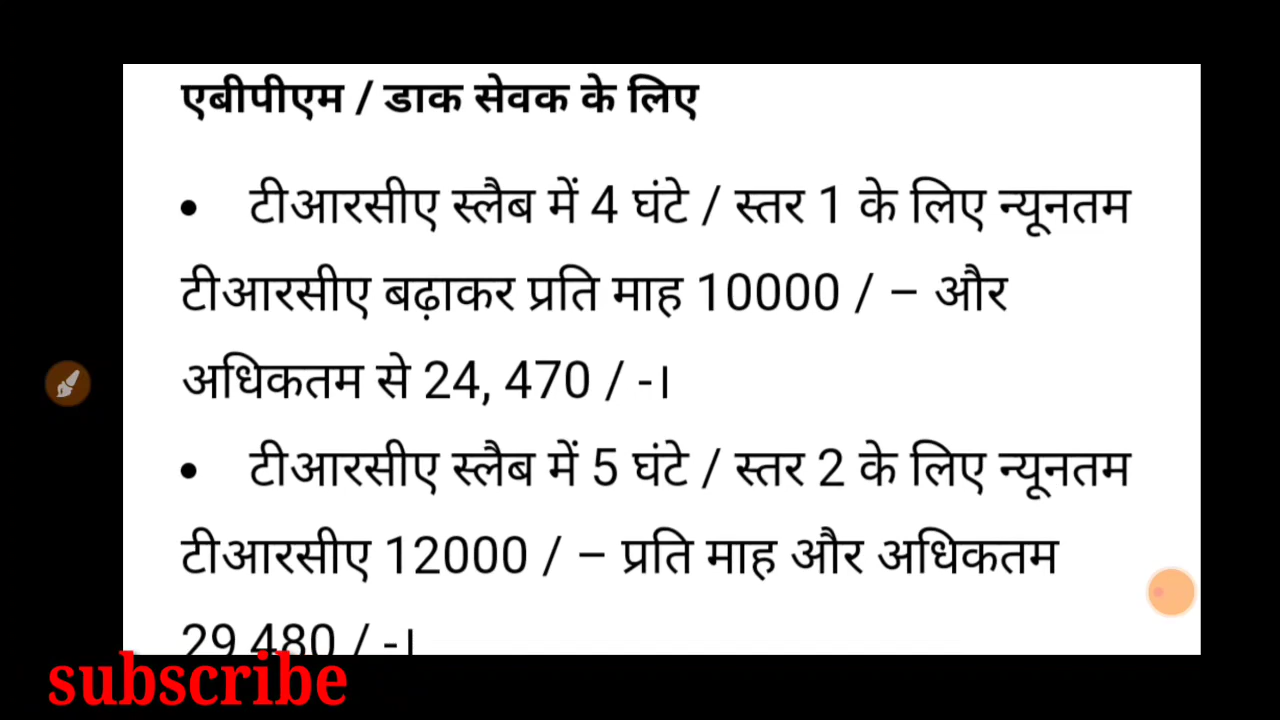 एबीपीएम / डाक सेवक के लिए
• टीआरसीए स्लैब में 4 घंटे / स्तर 1 के लिए न्यूनतम
टीआरसीए बढ़ाकर प्रति माह 10000 / – और
अधिकतम से 24, 470 / -।
• टीआरसीए स्लैब में 5 घंटे / स्तर 2 के लिए न्यूनतम
टीआरसीए 12000 / – प्रति माह और अधिकतम
29,480 / -।
subscribe